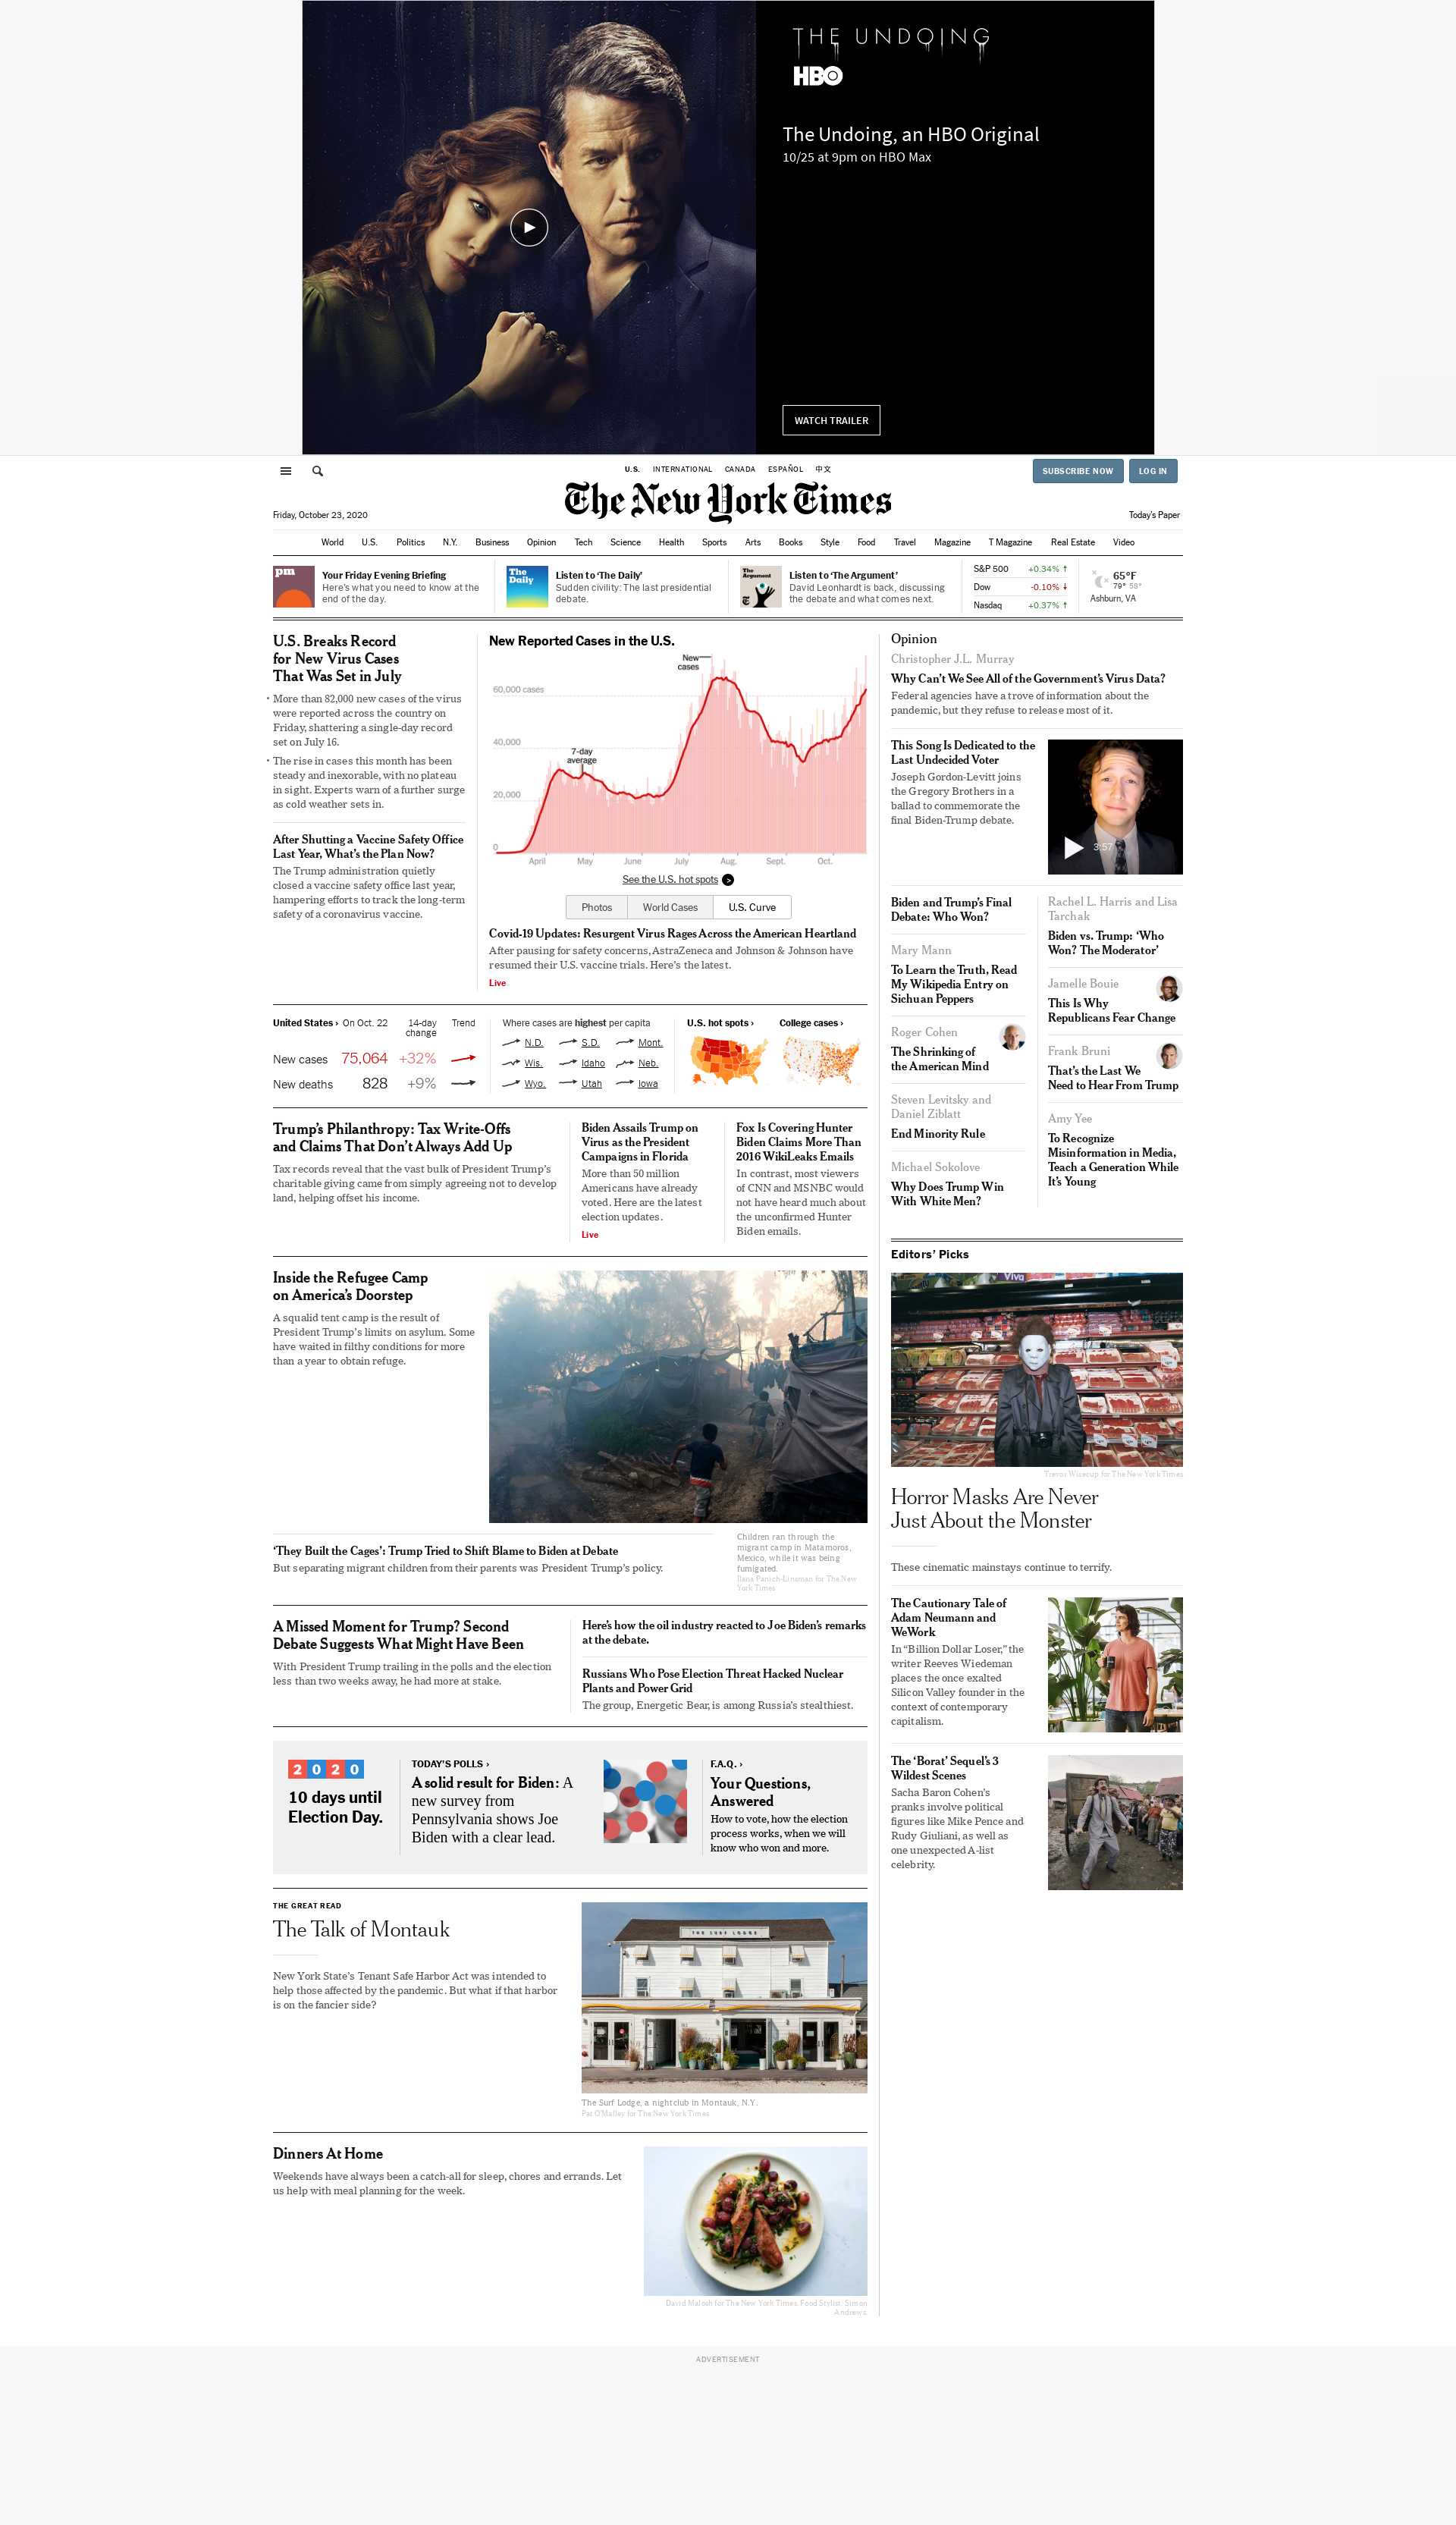 THE UNDOING
HBO
The Undoing, an HBO Original
10/25 at 9pm on HBO Max
WATCH TRAILER
U.S. INTERNATIONAL CANADA ESPAÑOL 中文
SUBSCRIBE NOW LOG IN
The New York Times
Friday, October 23, 2020
Today's Paper
World U.S. Politics N.Y. Business Opinion Tech Science Health Sports Arts Books Style Food Travel Magazine T Magazine Real Estate Video
pm
Your Friday Evening Briefing
Here's what you need to know at the
end of the day.
The
Daily
Listen to 'The Daily'
Sudden civility: The last presidential
debate.
The
Argument
Listen to 'The Argument'
David Leonhardt is back, discussing
the debate and what comes next.
S&P 500 +0.34% ↑
Dow -0.10% ↓
Nasdaq +0.37% ↑
65°F
79° 58°
Ashburn, VA
U.S. Breaks Record
for New Virus Cases
That Was Set in July
• More than 82,000 new cases of the virus
were reported across the country on
Friday, shattering a single-day record
set on July 16.
• The rise in cases this month has been
steady and inexorable, with no plateau
in sight. Experts warn of a further surge
as cold weather sets in.
After Shutting a Vaccine Safety Office
Last Year, What's the Plan Now?
The Trump administration quietly
closed a vaccine safety office last year,
hampering efforts to track the long-term
safety of a coronavirus vaccine.
New Reported Cases in the U.S.
New
cases
60,000 cases
40,000
7-day
average
20,000
0
April May June July Aug. Sept. Oct.
See the U.S. hot spots >
Photos World Cases U.S. Curve
Covid-19 Updates: Resurgent Virus Rages Across the American Heartland
After pausing for safety concerns, AstraZeneca and Johnson & Johnson have
resumed their U.S. vaccine trials. Here's the latest.
Live
United States › On Oct. 22 14-day
change Trend
New cases 75,064 +32%
New deaths 828 +9%
Where cases are highest per capita
N.D. S.D. Mont.
Wis. Idaho Neb.
Wyo. Utah Iowa
U.S. hot spots › College cases ›
Trump's Philanthropy: Tax Write-Offs
and Claims That Don't Always Add Up
Tax records reveal that the vast bulk of President Trump's
charitable giving came from simply agreeing not to develop
land, helping offset his income.
Biden Assails Trump on
Virus as the President
Campaigns in Florida
More than 50 million
Americans have already
voted. Here are the latest
election updates.
Live
Fox Is Covering Hunter
Biden Claims More Than
2016 WikiLeaks Emails
In contrast, most viewers
of CNN and MSNBC would
not have heard much about
the unconfirmed Hunter
Biden emails.
Inside the Refugee Camp
on America's Doorstep
A squalid tent camp is the result of
President Trump's limits on asylum. Some
have waited in filthy conditions for more
than a year to obtain refuge.
Children ran through the
migrant camp in Matamoros,
Mexico, while it was being
fumigated.
Ilana Panich-Linsman for The New
York Times
'They Built the Cages': Trump Tried to Shift Blame to Biden at Debate
But separating migrant children from their parents was President Trump's policy.
A Missed Moment for Trump? Second
Debate Suggests What Might Have Been
With President Trump trailing in the polls and the election
less than two weeks away, he had more at stake.
Here's how the oil industry reacted to Joe Biden's remarks
at the debate.
Russians Who Pose Election Threat Hacked Nuclear
Plants and Power Grid
The group, Energetic Bear, is among Russia's stealthiest.
2020
10 days until
Election Day.
TODAY'S POLLS ›
A solid result for Biden: A
new survey from
Pennsylvania shows Joe
Biden with a clear lead.
F.A.Q. ›
Your Questions,
Answered
How to vote, how the election
process works, when we will
know who won and more.
THE GREAT READ
The Talk of Montauk
New York State's Tenant Safe Harbor Act was intended to
help those affected by the pandemic. But what if that harbor
is on the fancier side?
THE SURF LODGE
The Surf Lodge, a nightclub in Montauk, N.Y.
Pat O'Malley for The New York Times
Dinners At Home
Weekends have always been a catch-all for sleep, chores and errands. Let
us help with meal planning for the week.
David Malosh for The New York Times. Food Stylist: Simon
Andrews.
Opinion
Christopher J.L. Murray
Why Can't We See All of the Government's Virus Data?
Federal agencies have a trove of information about the
pandemic, but they refuse to release most of it.
This Song Is Dedicated to the
Last Undecided Voter
Joseph Gordon-Levitt joins
the Gregory Brothers in a
ballad to commemorate the
final Biden-Trump debate.
3:57
Biden and Trump's Final
Debate: Who Won?
Mary Mann
To Learn the Truth, Read
My Wikipedia Entry on
Sichuan Peppers
Roger Cohen
The Shrinking of
the American Mind
Steven Levitsky and
Daniel Ziblatt
End Minority Rule
Michael Sokolove
Why Does Trump Win
With White Men?
Rachel L. Harris and Lisa
Tarchak
Biden vs. Trump: 'Who
Won? The Moderator'
Jamelle Bouie
This Is Why
Republicans Fear Change
Frank Bruni
That's the Last We
Need to Hear From Trump
Amy Yee
To Recognize
Misinformation in Media,
Teach a Generation While
It's Young
Editors' Picks
Viva
Trevor Wisecup for The New York Times
Horror Masks Are Never
Just About the Monster
These cinematic mainstays continue to terrify.
The Cautionary Tale of
Adam Neumann and
WeWork
In "Billion Dollar Loser," the
writer Reeves Wiedeman
places the once exalted
Silicon Valley founder in the
context of contemporary
capitalism.
The 'Borat' Sequel's 3
Wildest Scenes
Sacha Baron Cohen's
pranks involve political
figures like Mike Pence and
Rudy Giuliani, as well as
one unexpected A-list
celebrity.
ADVERTISEMENT